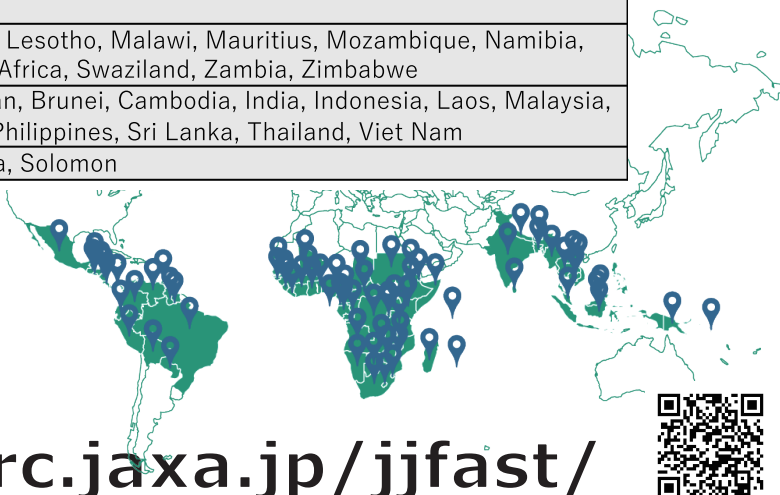 Lesotho, Malawi, Mauritius, Mozambique, Namibia,
Africa, Swaziland, Zambia, Zimbabwe
an, Brunei, Cambodia, India, Indonesia, Laos, Malaysia,
Philippines, Sri Lanka, Thailand, Viet Nam
a, Solomon
rc.jaxa.jp/jjfast/